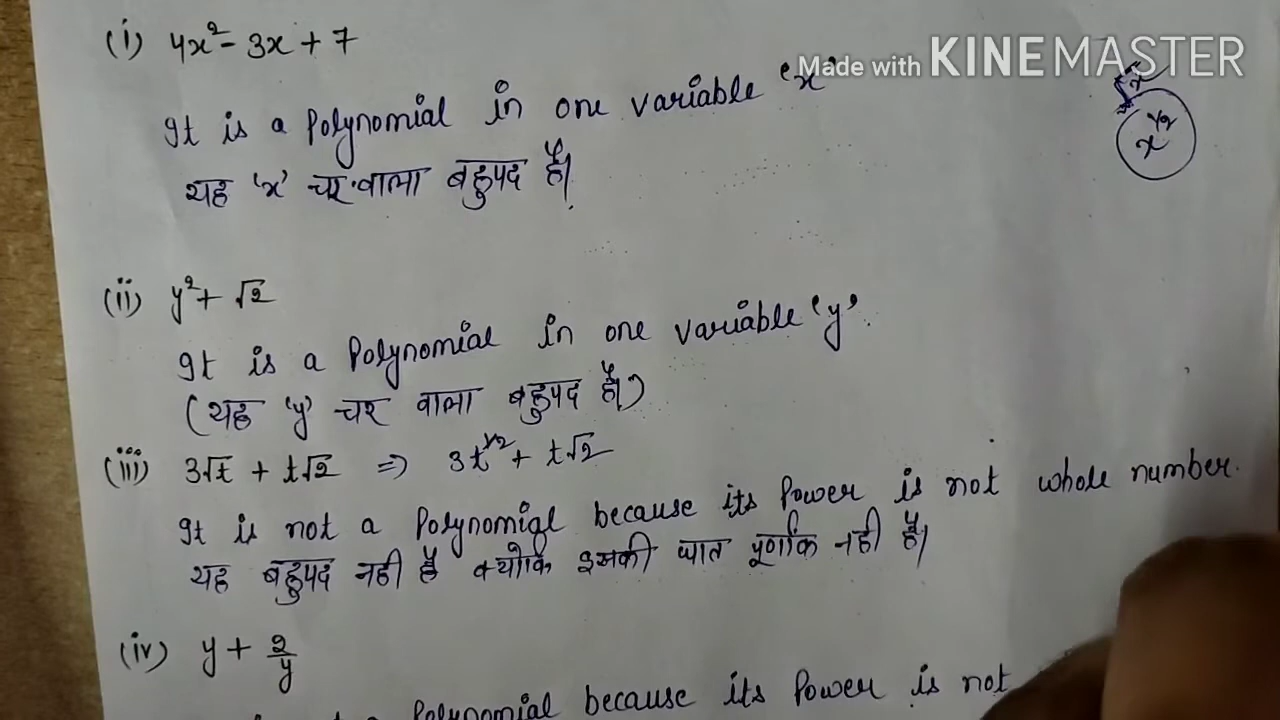 (i) 4x² - 3x + 7
Made with KINEMASTER
It is a Polynomial in one variable 'x'
यह 'x' चर वाला बहुपद है।
x^1/2
(ii) y² + √2
It is a Polynomial in one variable 'y'.
(यह 'y' चर वाला बहुपद है।)
(iii) 3√t + t√2 ⇒ 3t^1/2 + t√2
It is not a Polynomial because its Power is not whole number.
यह बहुपद नही है क्योकि इसकी घात पूर्णांक नही है।
(iv) y + 2/y
Polynomial because its Power is not